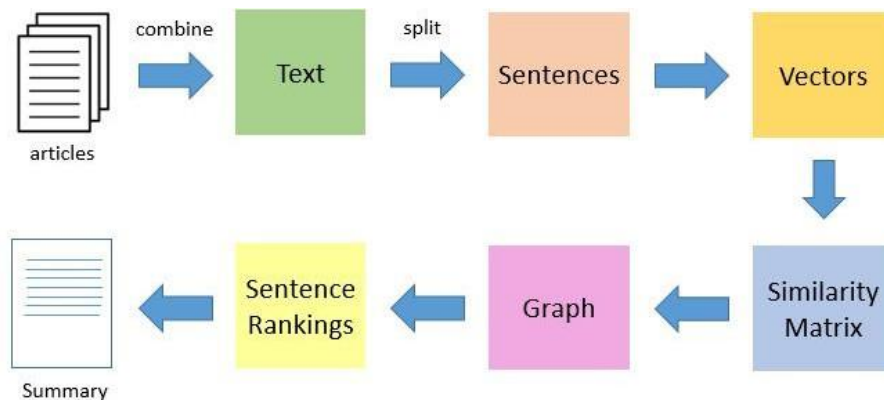 combine
split
Text
Sentences
Vectors
articles
Similarity
Matrix
Graph
Sentence
Rankings
Summary